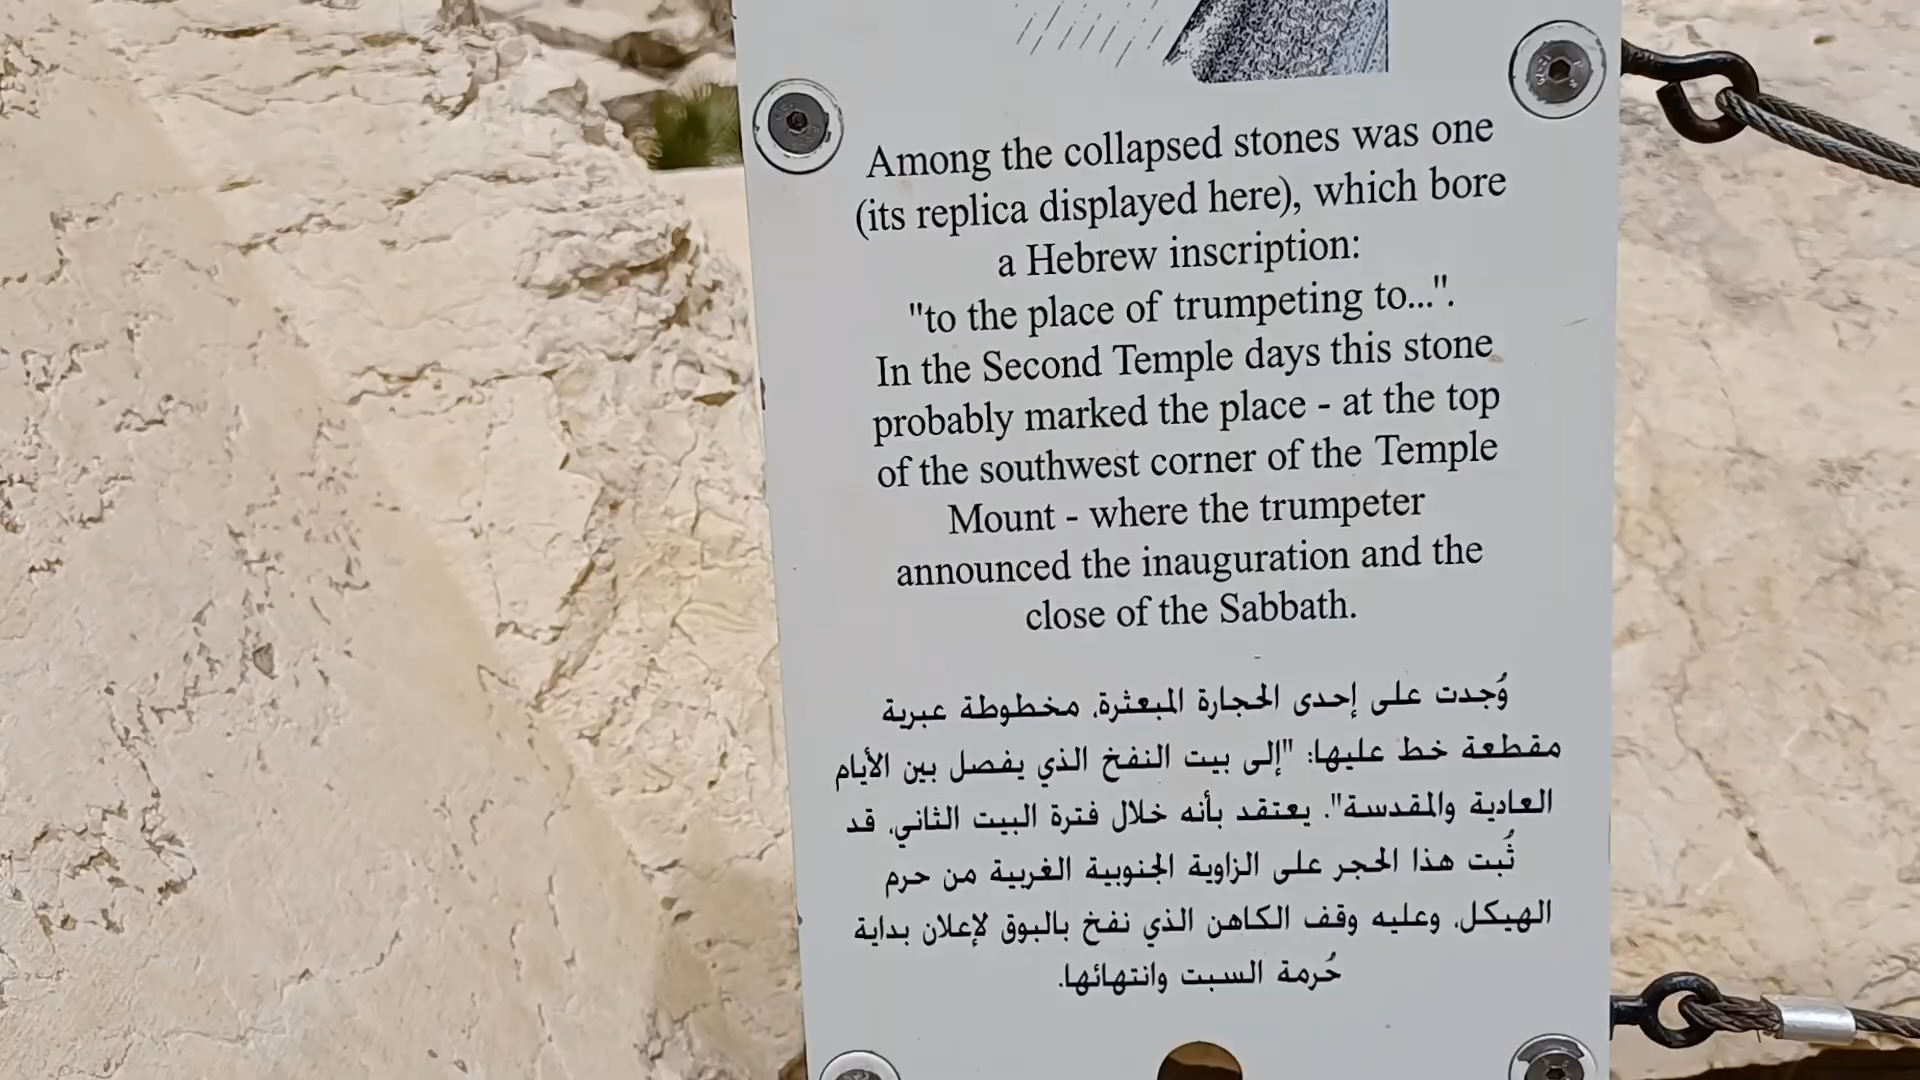 Among the collapsed stones was one
(its replica displayed here), which bore
a Hebrew inscription:
"to the place of trumpeting to...".
In the Second Temple days this stone
probably marked the place - at the top
of the southwest corner of the Temple
Mount - where the trumpeter
announced the inauguration and the
close of the Sabbath.
وُجدت على إحدى الحجارة المبعثرة، مخطوطة عبرية
مقطعة خط عليها: "إلى بيت النفخ الذي يفصل بين الأيام
العادية والمقدسة". يعتقد بأنه خلال فترة البيت الثاني، قد
ثُبت هذا الحجر على الزاوية الجنوبية الغربية من حرم
الهيكل، وعليه وقف الكاهن الذي نفخ بالبوق لإعلان بداية
حُرمة السبت وانتهائها.